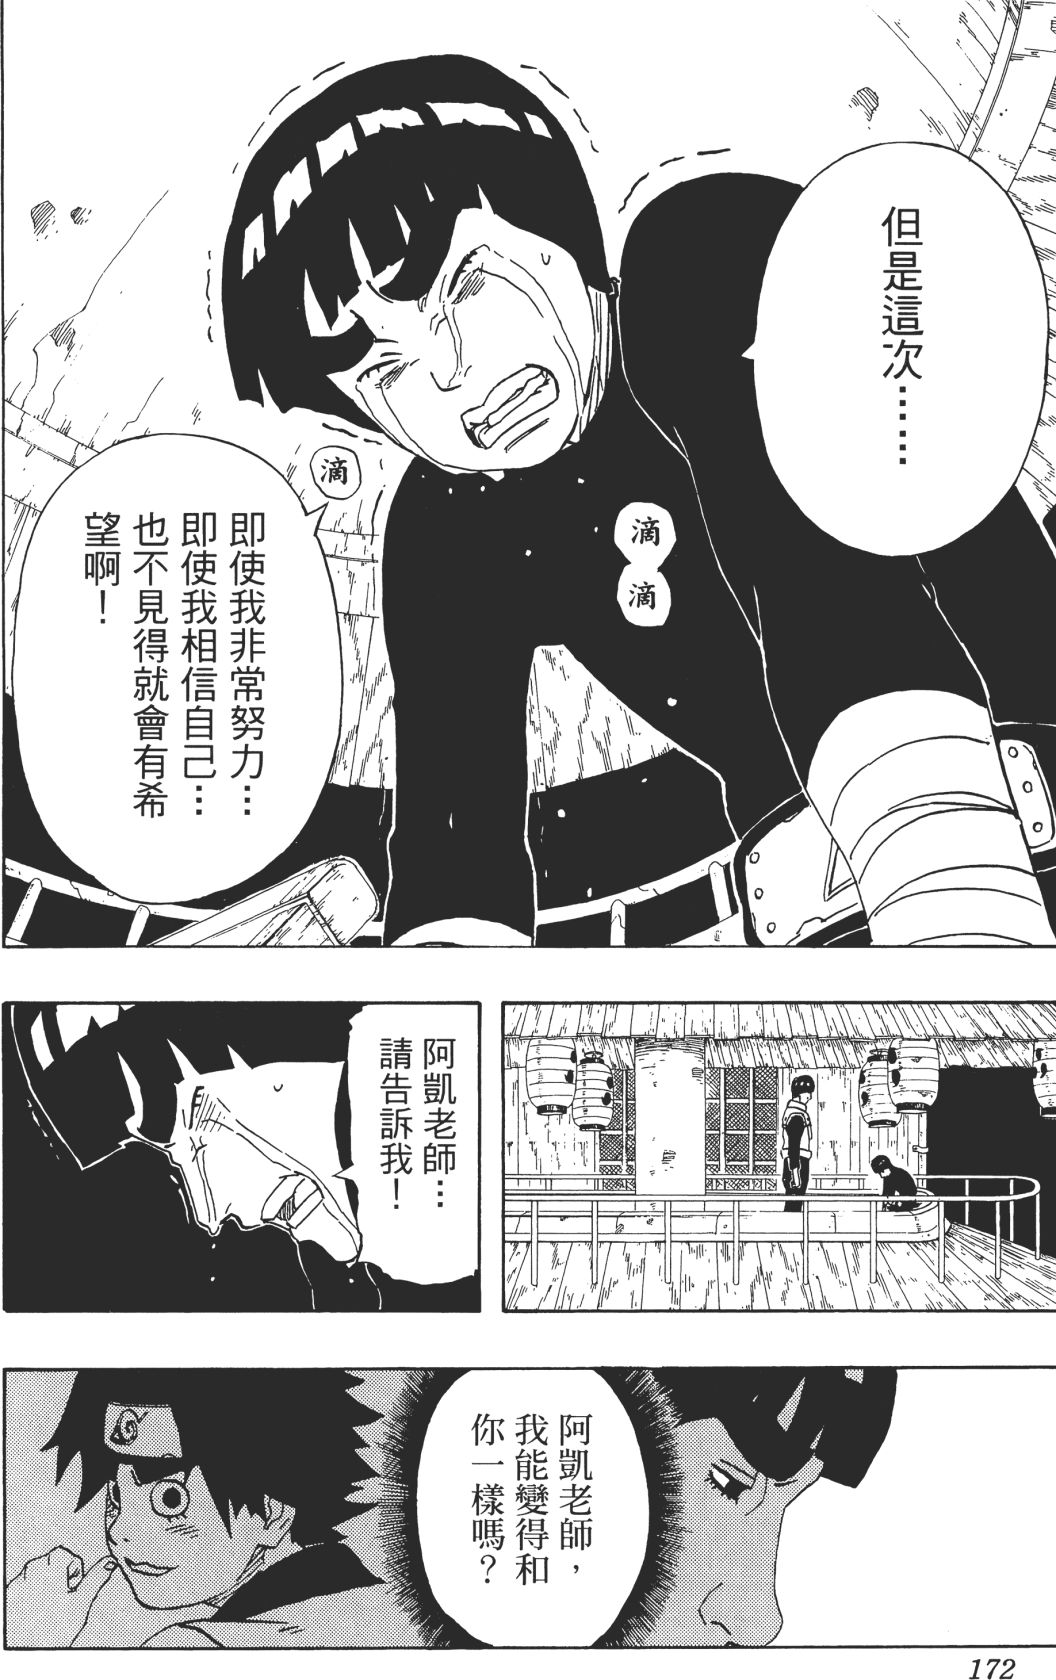 但是這次……
滴
滴
滴
即使我非常努力…
即使我相信自己…
也不見得就會有希
望啊！
阿凱老師…
請告訴我！
阿凱老師，
我能變得和
你一樣嗎？
172